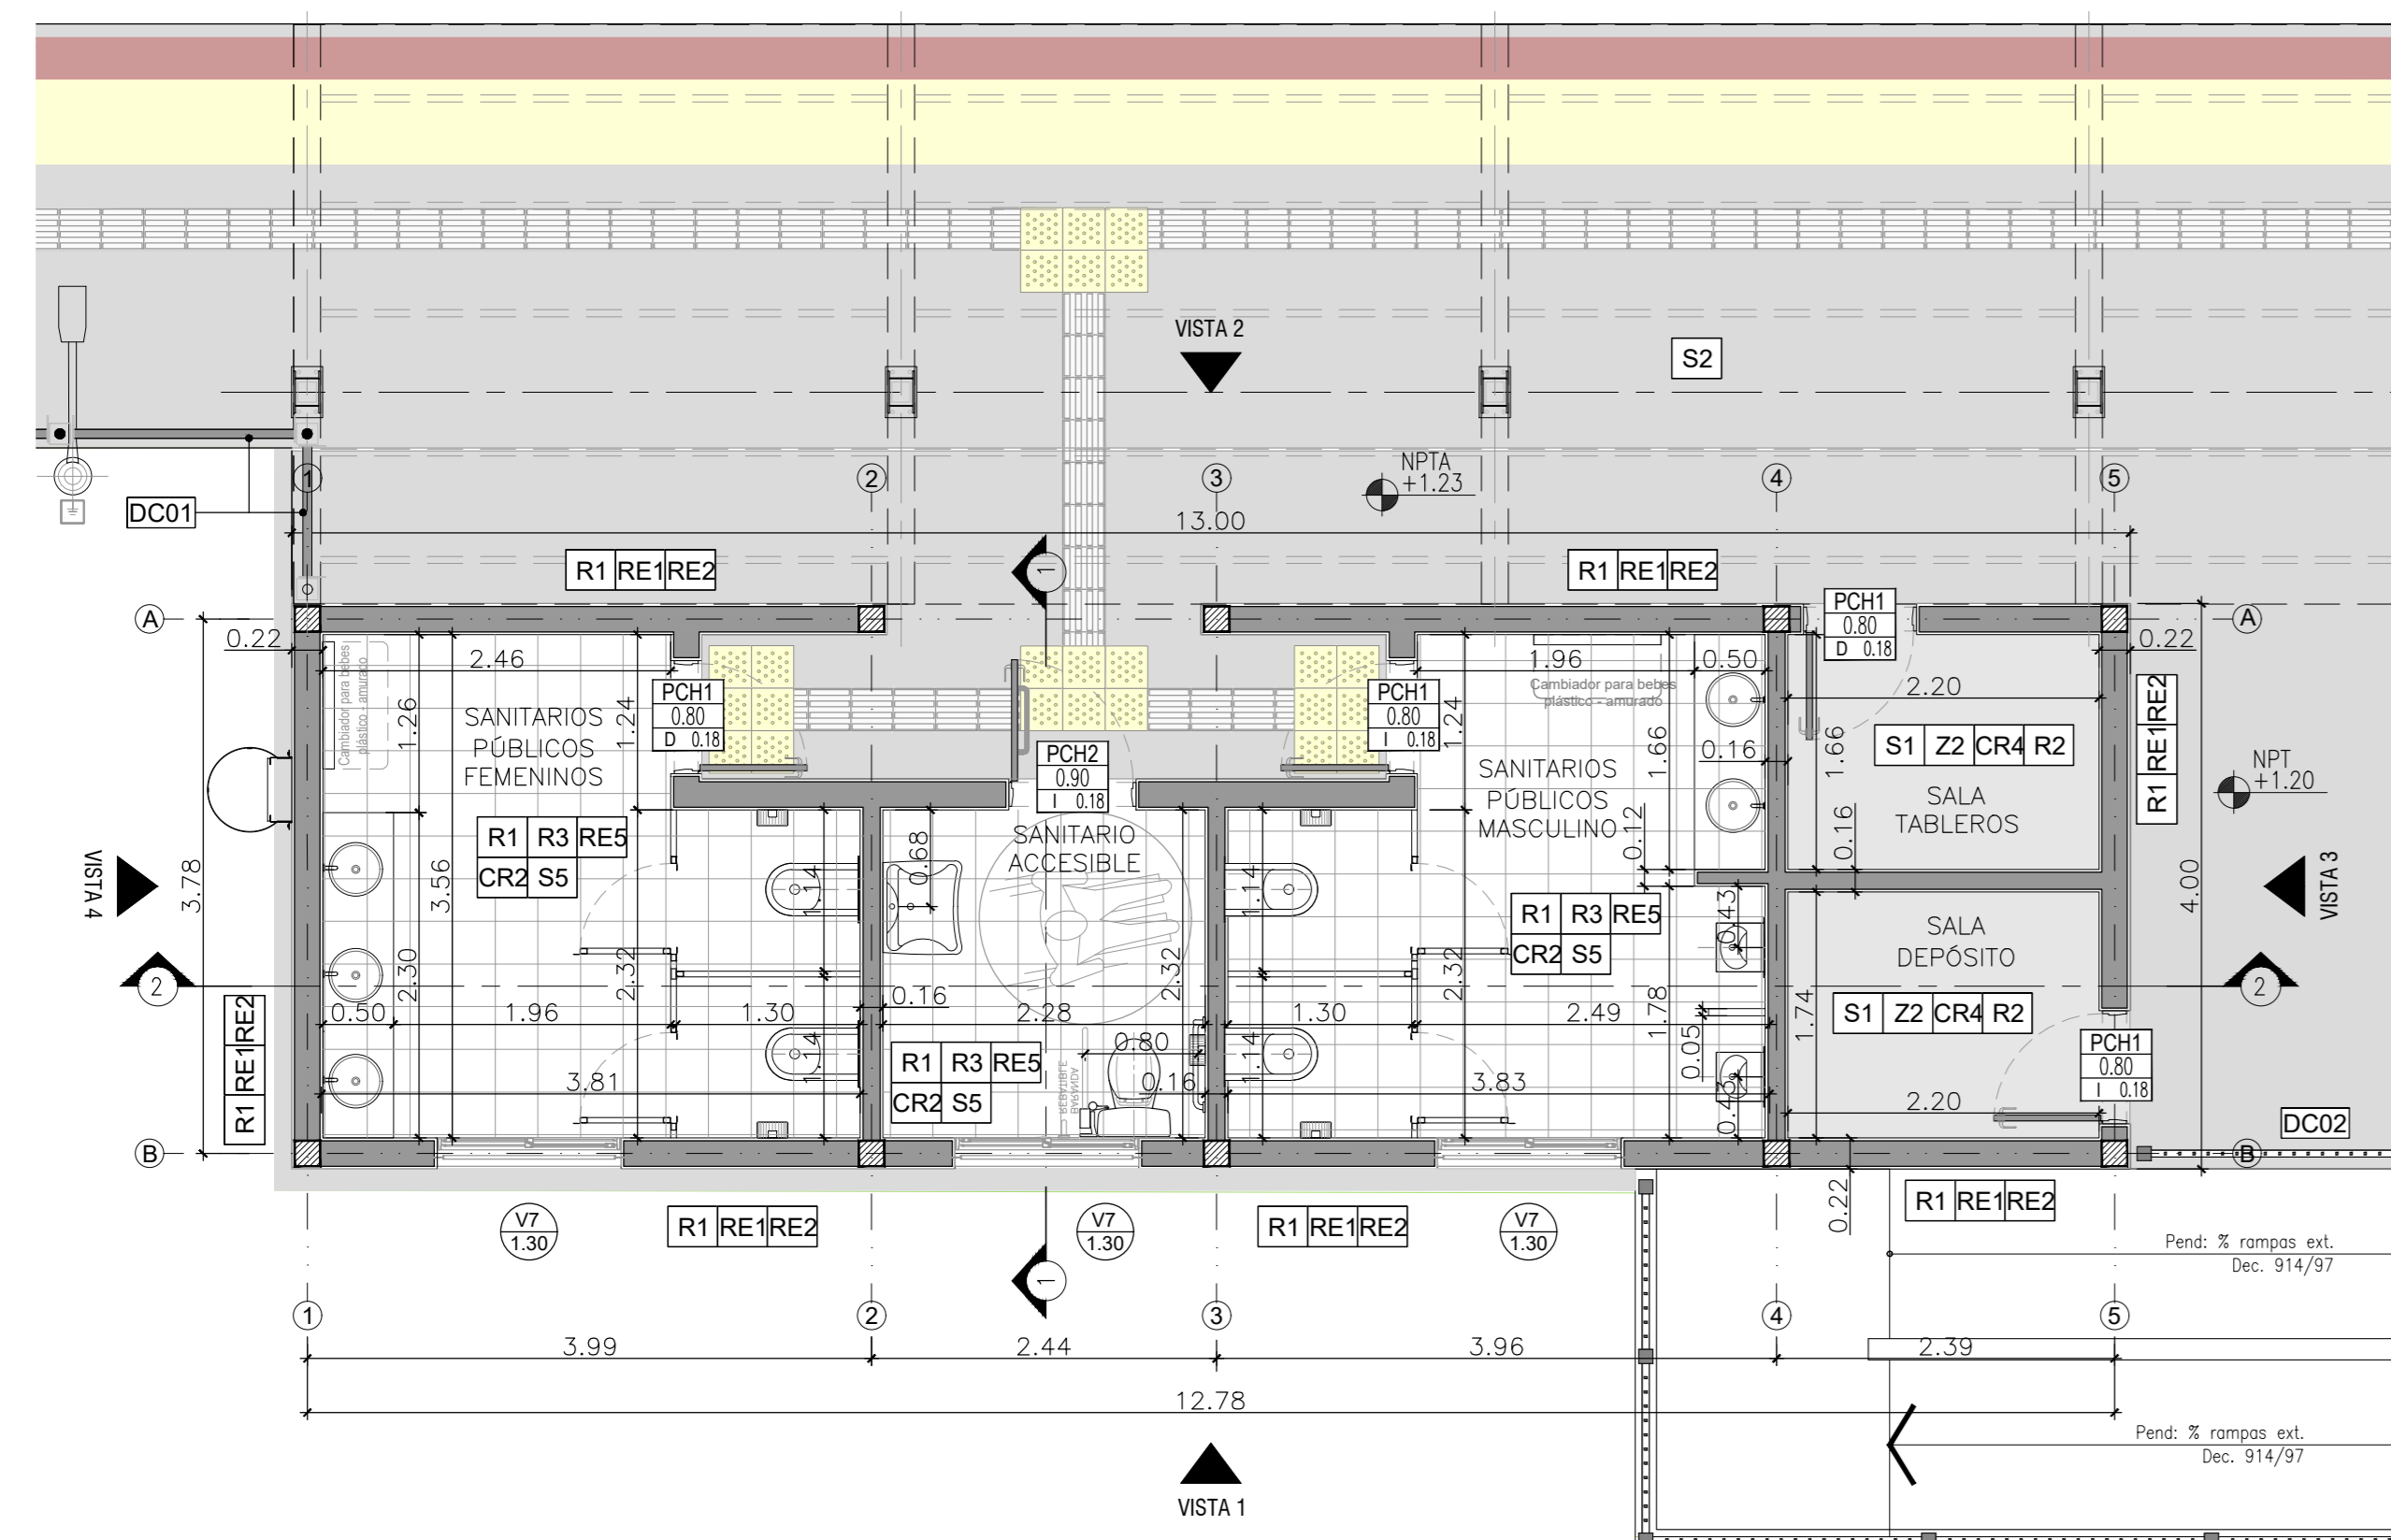 VISTA 2
S2
NPTA
+1.23
1
2
3
4
5
DC01
13.00
R1 RE1 RE2
1
R1 RE1 RE2
A
A
0.22
2.46
Cambiador para bebes
plástico - amurado
1.26
1.24
SANITARIOS
PÚBLICOS
FEMENINOS
PCH1
0.80
D 0.18
PCH2
0.90
I 0.18
PCH1
0.80
I 0.18
1.24
1.96
0.50
Cambiador para bebes
plástico - amurado
SANITARIOS
PÚBLICOS
MASCULINO
1.66
0.16
0.12
PCH1
0.80
D 0.18
0.22
2.20
S1 Z2 CR4 R2
1.66
SALA
TABLEROS
0.16
R1 RE1 RE2
NPT
+1.20
VISTA 4
3.78
3.56
R1 R3 RE5
CR2 S5
1.14
SANITARIO
ACCESIBLE
0.68
1.14
R1 R3 RE5
CR2 S5
0.43
SALA
DEPÓSITO
4.00
VISTA 3
2
2
2.30
2.32
0.50
1.96
1.30
0.16
2.28
2.32
1.30
2.32
2.49
1.78
0.05
1.74
S1 Z2 CR4 R2
R1 RE1 RE2
3.81
1.14
R1 R3 RE5
CR2 S5
0.80
BARANDA
REBATIBLE
0.16
1.14
3.83
0.43
2.20
PCH1
0.80
I 0.18
DC02
B
B
0.22
V7
1.30
R1 RE1 RE2
V7
1.30
R1 RE1 RE2
V7
1.30
R1 RE1 RE2
Pend: % rampas ext.
Dec. 914/97
1
1
2
3
4
5
3.99
2.44
3.96
2.39
12.78
Pend: % rampas ext.
Dec. 914/97
VISTA 1